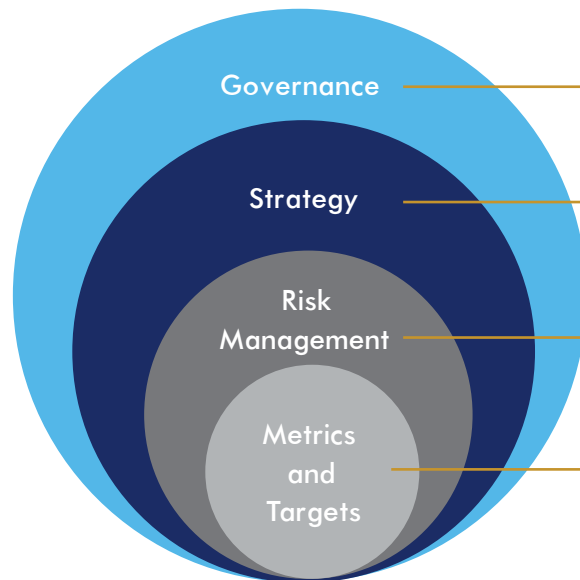 Governance
Strategy
Risk
Management
Metrics
and
Targets